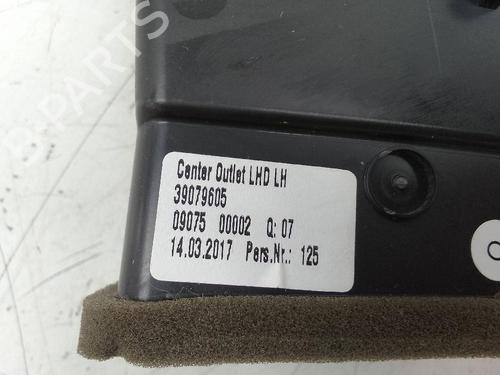 Center Outlet LHD LH
39079605
09075 00002 Q: 07
14.03.2017 Pers.Nr.: 125